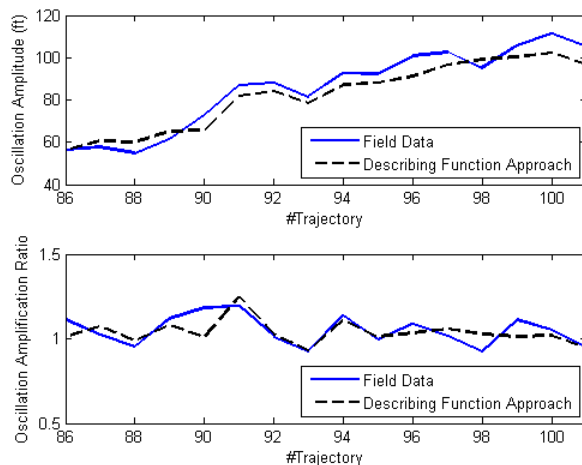 120
100
80
60
40
Oscillation Amplitude (ft)
Field Data
Describing Function Approach
86 88 90 92 94 96 98 100
#Trajectory
1.5
1
0.5
Oscillation Amplification Ratio
Field Data
Describing Function Approach
86 88 90 92 94 96 98 100
#Trajectory